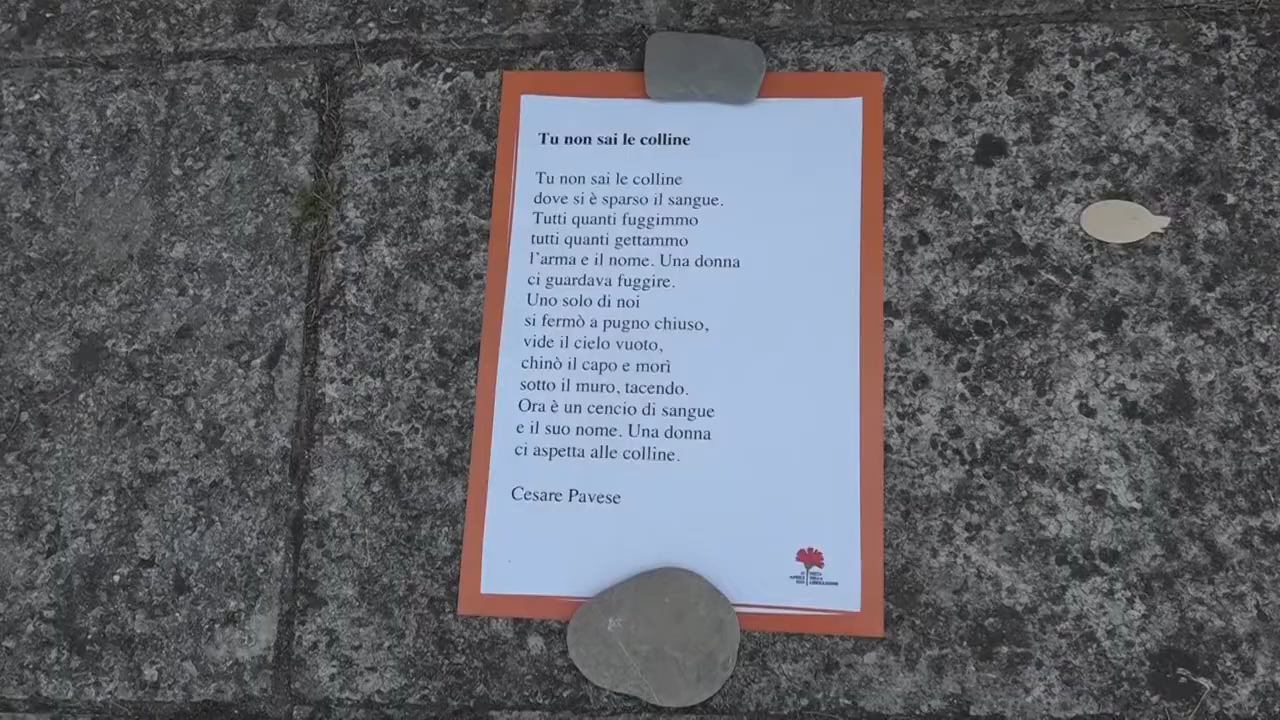 Tu non sai le colline
Tu non sai le colline
dove si è sparso il sangue.
Tutti quanti fuggimmo
tutti quanti gettammo
l'arma e il nome. Una donna
ci guardava fuggire.
Uno solo di noi
si fermò a pugno chiuso,
vide il cielo vuoto,
chinò il capo e morì
sotto il muro, tacendo.
Ora è un cencio di sangue
e il suo nome. Una donna
ci aspetta alle colline.
Cesare Pavese